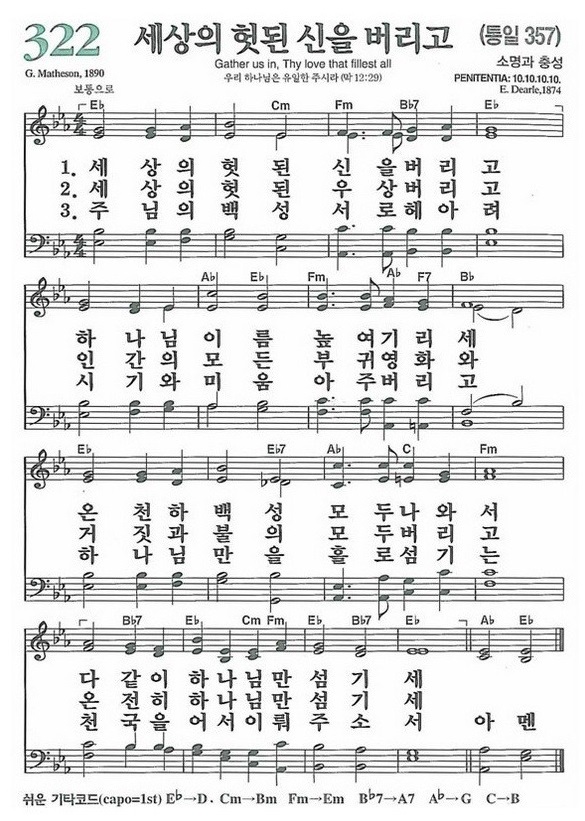 322 세상의 헛된 신을 버리고 (통일 357)
Gather us in, Thy love that fillest all
소명과 충성
G. Matheson, 1890
우리 하나님은 유일한 주시라 (막 12:29)
PENITENTIA: 10.10.10.10.
보통으로
E. Dearle,1874
E♭ Cm Fm B♭7 E♭
1. 세 상 의 헛 된 신 을 버 리 고
2. 세 상 의 헛 된 우 상 버 리 고
3. 주 님 의 백 성 서 로 헤 아 려
A♭ E♭ Fm A♭ F7 B♭
하 나 님 이 름 높 여 기 리 세
인 간 의 모 든 부 귀 영 화 와
시 기 와 미 움 아 주 버 리 고
E♭ E♭7 A♭ C Fm
온 천 하 백 성 모 두 나 와 서
거 짓 과 불 의 모 두 버 리 고
하 나 님 만 을 홀 로 섬 기 는
B♭7 E♭ Cm Fm E♭ B♭7 E♭ A♭ E♭
다 같 이 하 나 님 만 섬 기 세
온 전 히 하 나 님 만 섬 기 세
천 국 을 어 서 이 뤄 주 소 서 아 멘
쉬운 기타코드(capo=1st) E♭→D. Cm→Bm Fm→Em B♭7→A7 A♭→G C→B